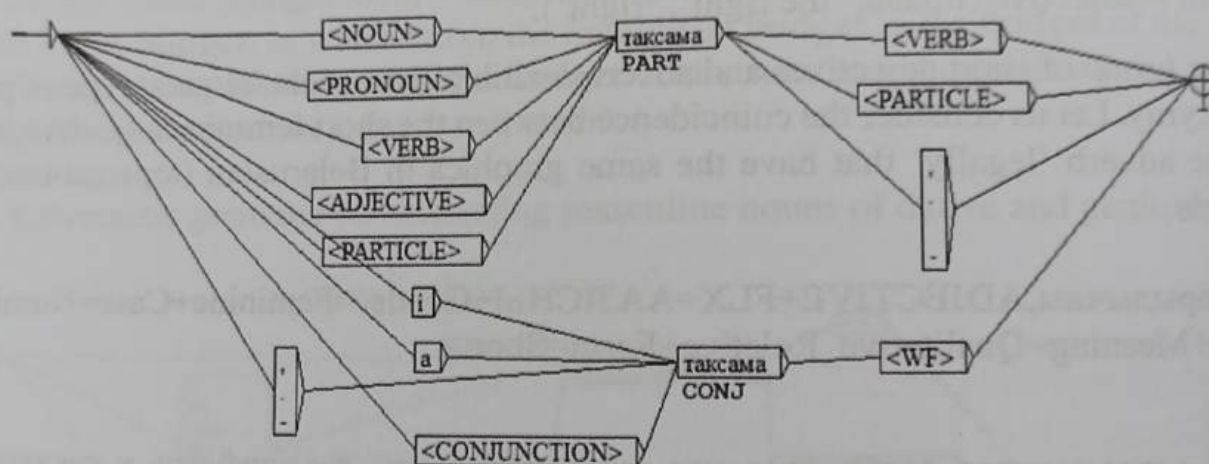 <NOUN>
<PRONOUN>
<VERB>
<ADJECTIVE>
<PARTICLE>
і
а
,
-
<CONJUNCTION>
таксама
PART
таксама
CONJ
<VERB>
<PARTICLE>
,
-
<WF>